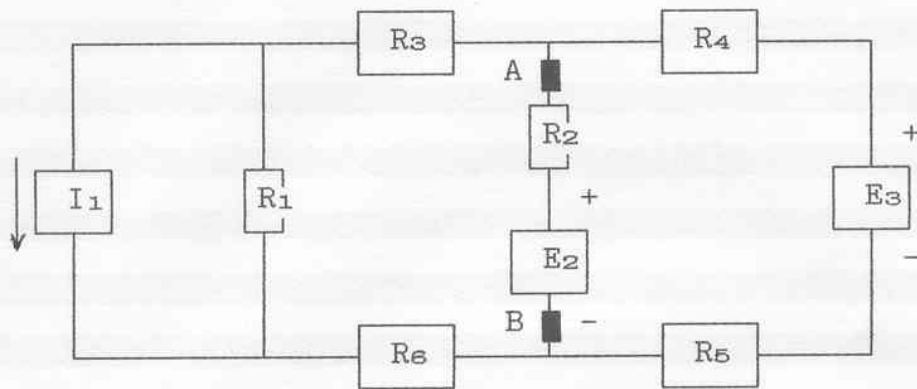 R₃
R₄
A
R₂
+
+
I₁
R₁
E₃
E₂
-
B
-
R₆
R₅